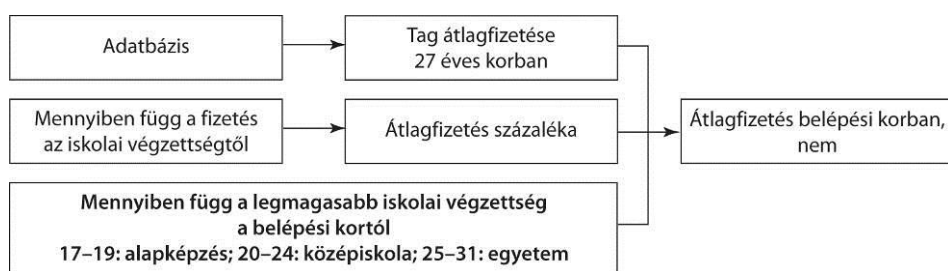 Adatbázis
Tag átlagfizetése
27 éves korban
Mennyiben függ a fizetés
az iskolai végzettségtől
Átlagfizetés százaléka
Átlagfizetés belépési korban,
nem
Mennyiben függ a legmagasabb iskolai végzettség
a belépési kortól
17–19: alapképzés; 20–24: középiskola; 25–31: egyetem